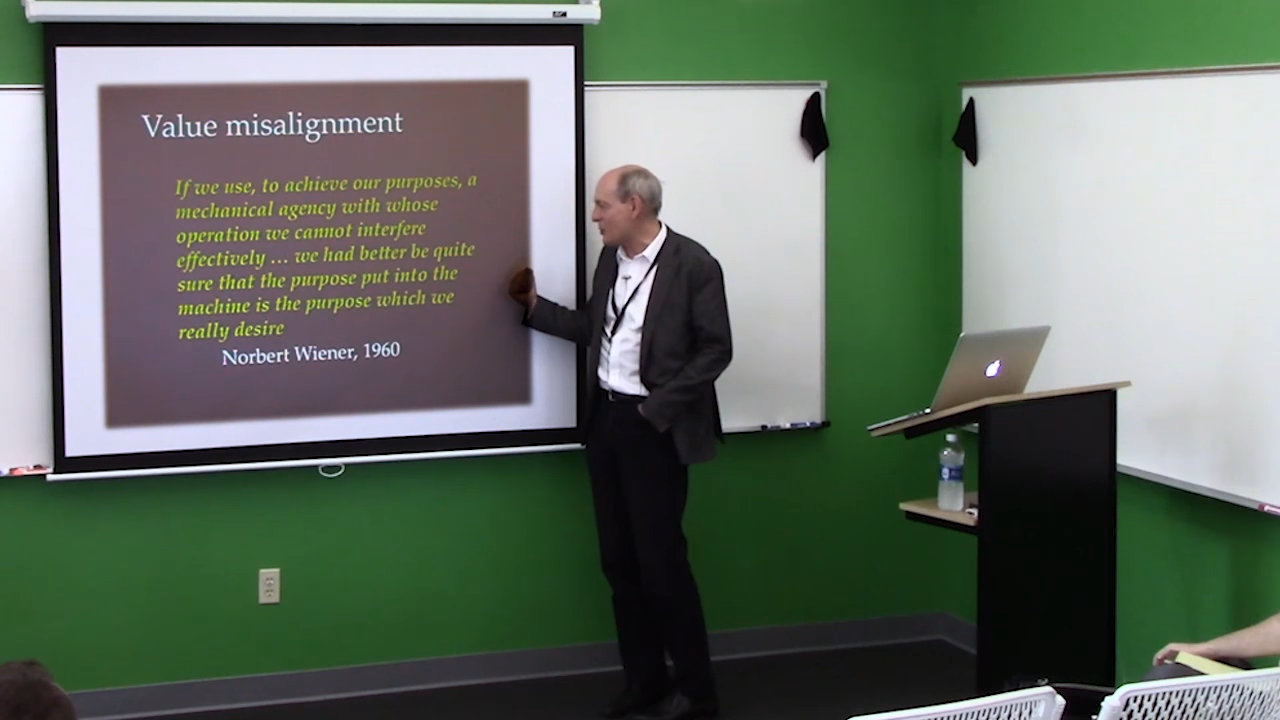 Value misalignment
If we use, to achieve our purposes, a
mechanical agency with whose
operation we cannot interfere
effectively ... we had better be quite
sure that the purpose put into the
machine is the purpose which we
really desire
Norbert Wiener, 1960